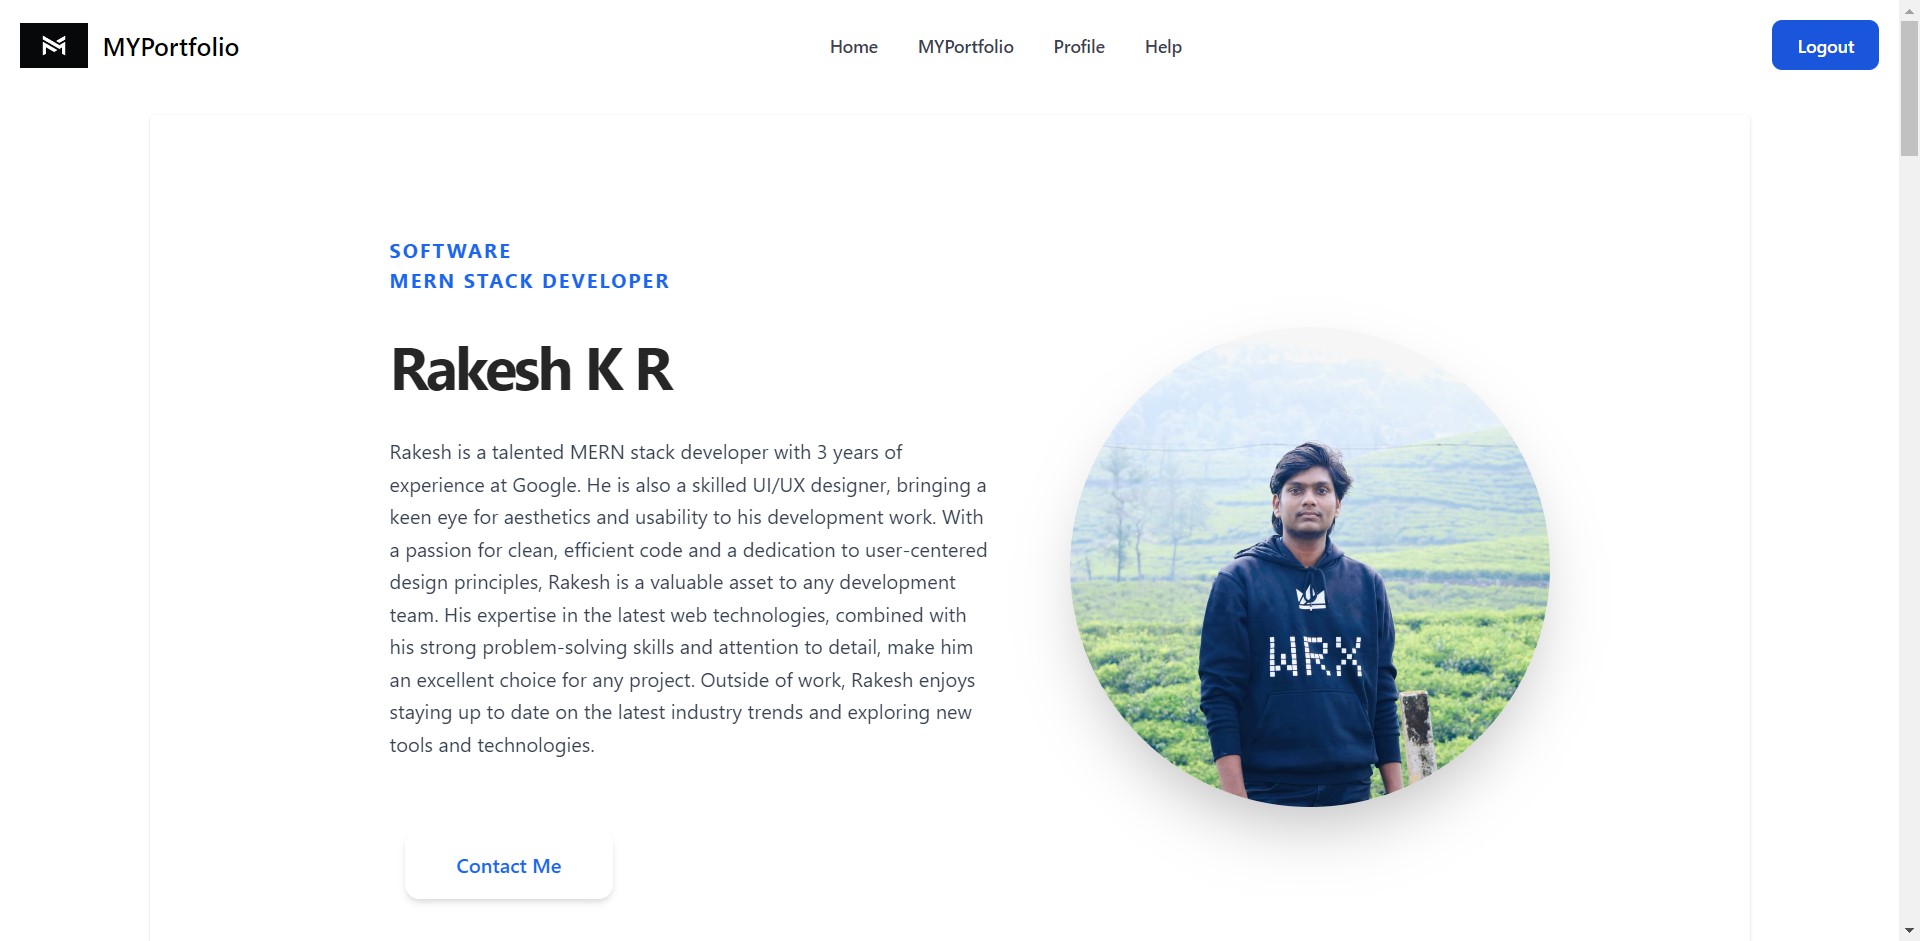 MYPortfolio
Home
MYPortfolio
Profile
Help
Logout
SOFTWARE
MERN STACK DEVELOPER
Rakesh K R
Rakesh is a talented MERN stack developer with 3 years of
experience at Google. He is also a skilled UI/UX designer, bringing a
keen eye for aesthetics and usability to his development work. With
a passion for clean, efficient code and a dedication to user-centered
design principles, Rakesh is a valuable asset to any development
team. His expertise in the latest web technologies, combined with
his strong problem-solving skills and attention to detail, make him
an excellent choice for any project. Outside of work, Rakesh enjoys
staying up to date on the latest industry trends and exploring new
tools and technologies.
WRX
Contact Me